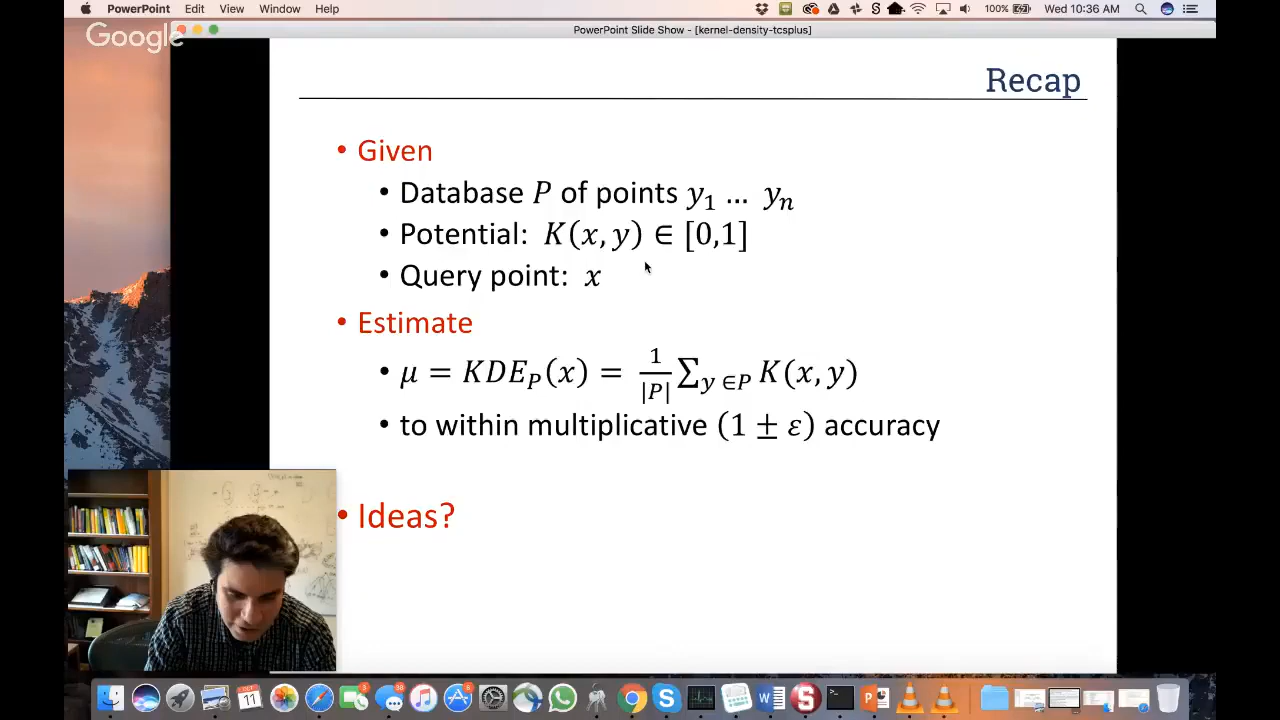 PowerPoint Edit View Window Help 100% Wed 10:36 AM
PowerPoint Slide Show - [kernel-density-tcsplus]
Google
Recap
• Given
• Database P of points y₁ … yₙ
• Potential: K(x, y) ∈ [0,1]
• Query point: x
• Estimate
• μ = KDE_P(x) = 1/|P| ∑_{y ∈P} K(x, y)
• to within multiplicative (1 ± ε) accuracy
• Ideas?